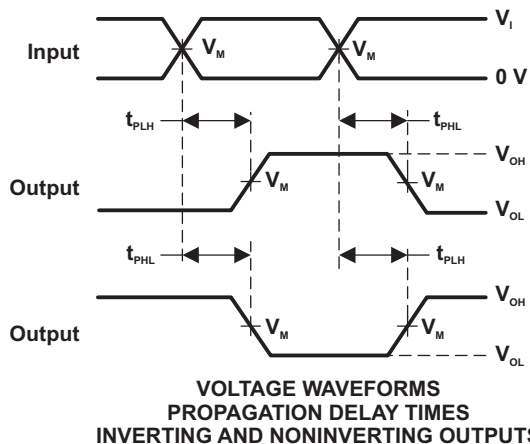 V_I
Input
V_M
V_M
0 V
t_PLH
t_PHL
V_OH
Output
V_M
V_M
V_OL
t_PHL
t_PLH
V_OH
Output
V_M
V_M
V_OL
VOLTAGE WAVEFORMS
PROPAGATION DELAY TIMES
INVERTING AND NONINVERTING OUTPUTS